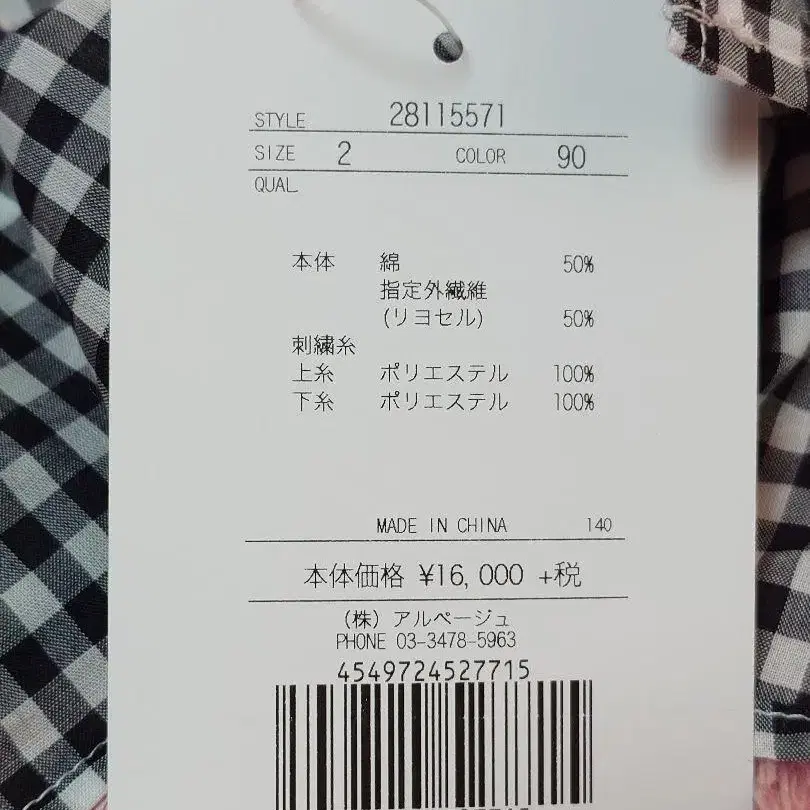 STYLE 28115571
SIZE 2 COLOR 90
QUAL
本体 綿 50%
指定外繊維
(リヨセル) 50%
刺繍糸
上糸 ポリエステル 100%
下糸 ポリエステル 100%
MADE IN CHINA 140
本体価格 ¥16,000 +税
(株) アルページュ
PHONE 03-3478-5963
4549724527715